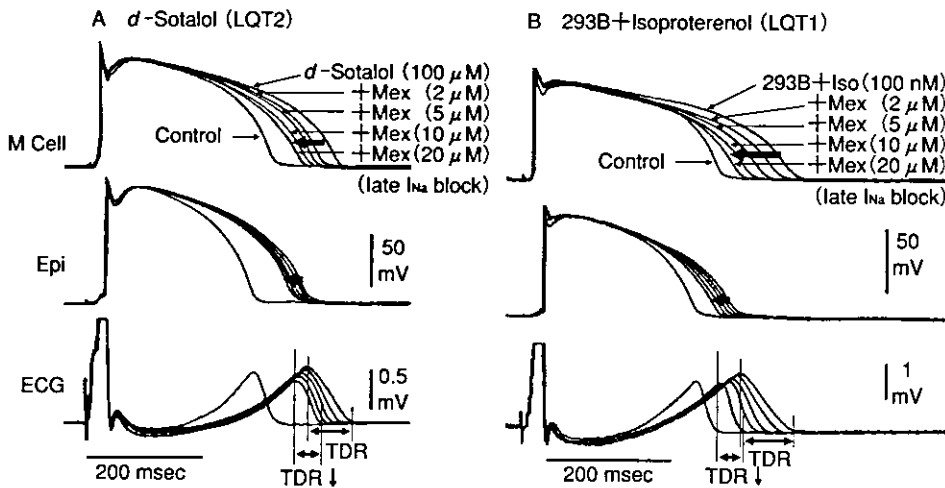 A d-Sotalol (LQT2)
d-Sotalol (100 μM)
+Mex (2 μM)
+Mex (5 μM)
+Mex (10 μM)
+Mex (20 μM)
Control
(late INa block)
M Cell
Epi
ECG
50
mV
0.5
mV
200 msec
TDR
TDR ↓
B 293B+Isoproterenol (LQT1)
293B+Iso (100 nM)
+Mex (2 μM)
+Mex (5 μM)
+Mex (10 μM)
+Mex (20 μM)
Control
(late INa block)
50
mV
1
mV
200 msec
TDR
TDR ↓